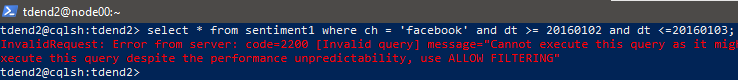 tdend2@node00:~
tdend2@cqlsh:tdend2> select * from sentiment1 where ch = 'facebook' and dt >= 20160102 and dt <=20160103;
InvalidRequest: Error from server: code=2200 [Invalid query] message="Cannot execute this query as it mig
xecute this query despite the performance unpredictability, use ALLOW FILTERING"
tdend2@cqlsh:tdend2>